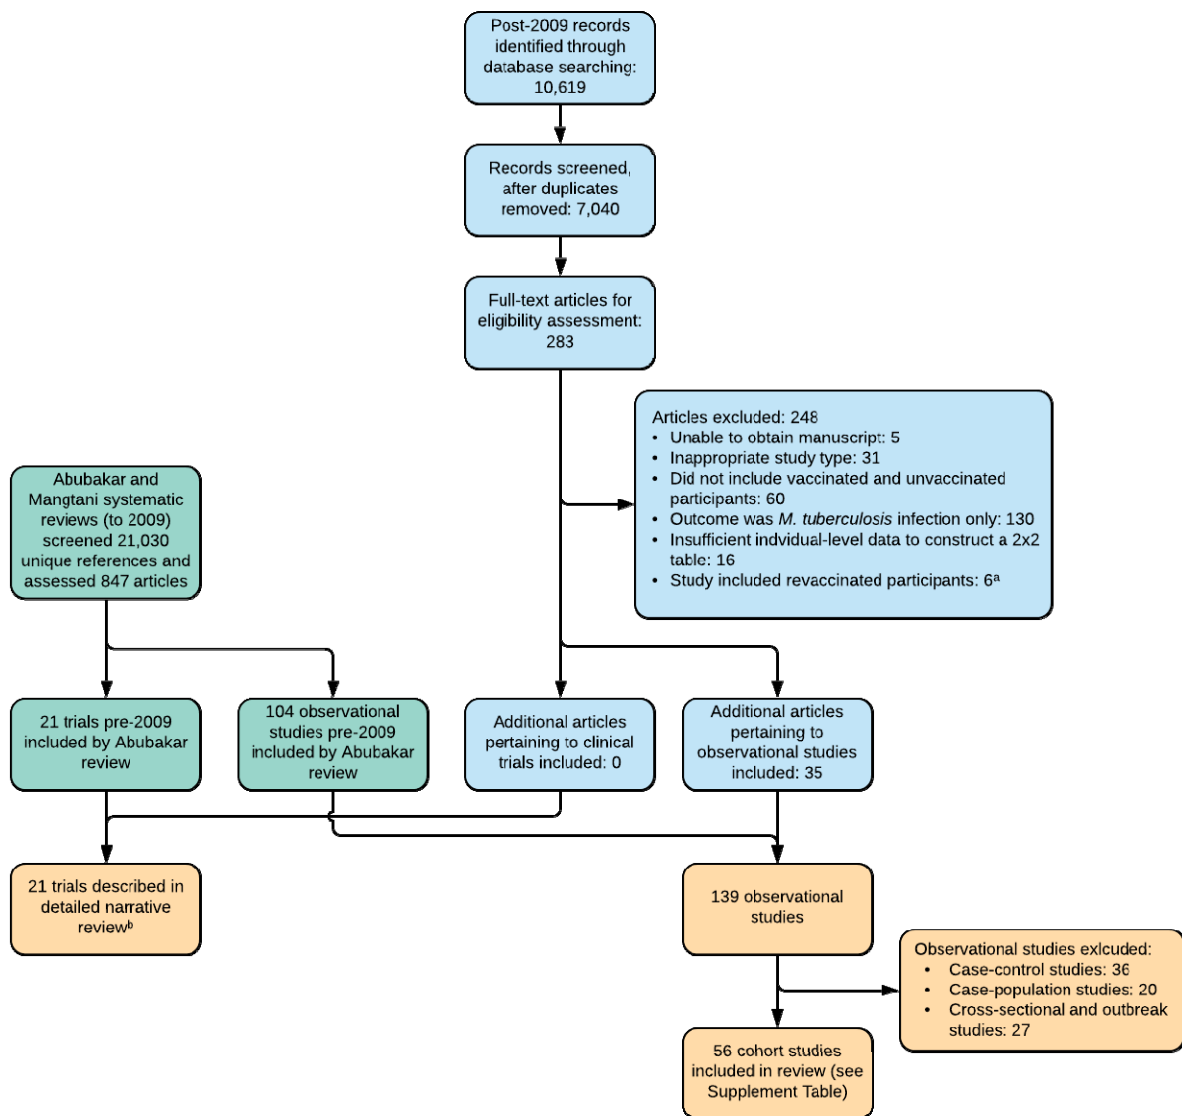 Post-2009 records
identified through
database searching:
10,619
Records screened,
after duplicates
removed: 7,040
Full-text articles for
eligibility assessment:
283
Articles excluded: 248
• Unable to obtain manuscript: 5
• Inappropriate study type: 31
• Did not include vaccinated and unvaccinated
participants: 60
• Outcome was M. tuberculosis infection only: 130
• Insufficient indvidual-level data to construct a 2x2
table: 16
• Study included revaccinated participants: 6ᵃ
Abubakar and
Mangtani systematic
reviews (to 2009)
screened 21,030
unique references and
assessed 847 articles
21 trials pre-2009
included by Abubakar
review
104 observational
studies pre-2009
included by Abubakar
review
Additional articles
pertaining to clinical
trials included: 0
Additional articles
pertaining to
observational studies
included: 35
21 trials described in
detailed narrative
reviewᵇ
139 observational
studies
Observational studies exlcuded:
• Case-control studies: 36
• Case-population studies: 20
• Cross-sectional and outbreak
studies: 27
56 cohort studies
included in review (see
Supplement Table)